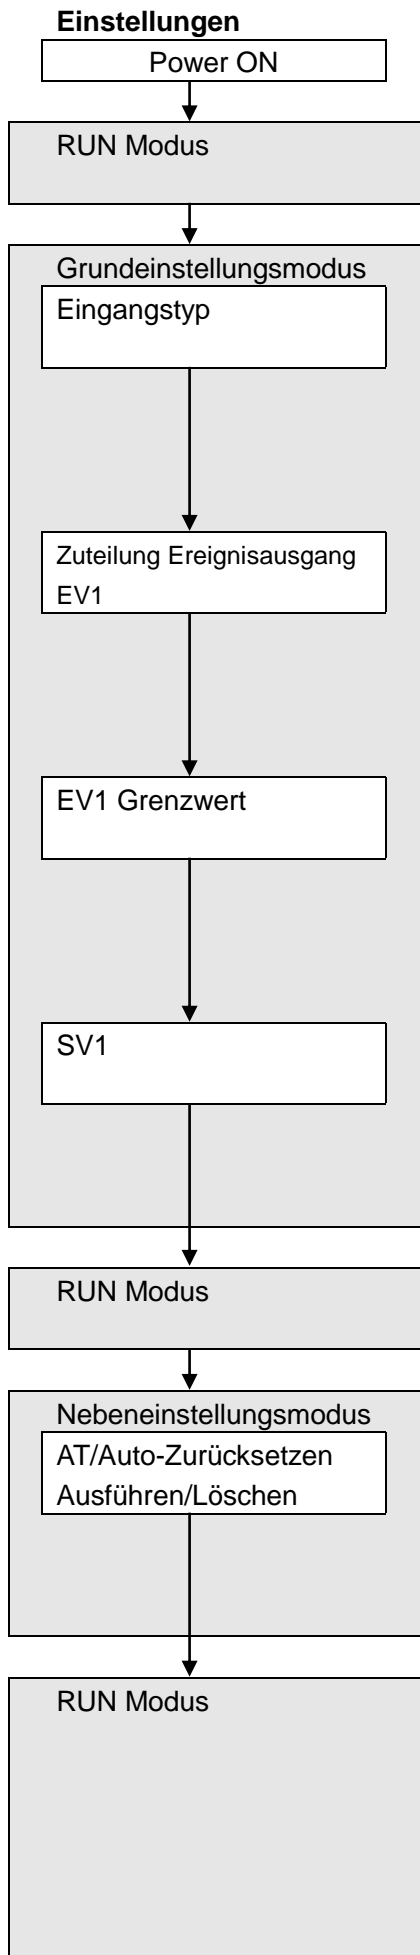 Einstellungen
Power ON
RUN Modus
Grundeinstellungsmodus
Eingangstyp
Zuteilung Ereignisausgang
EV1
EV1 Grenzwert
SV1
RUN Modus
Nebeneinstellungsmodus
AT/Auto-Zurücksetzen
Ausführen/Löschen
RUN Modus